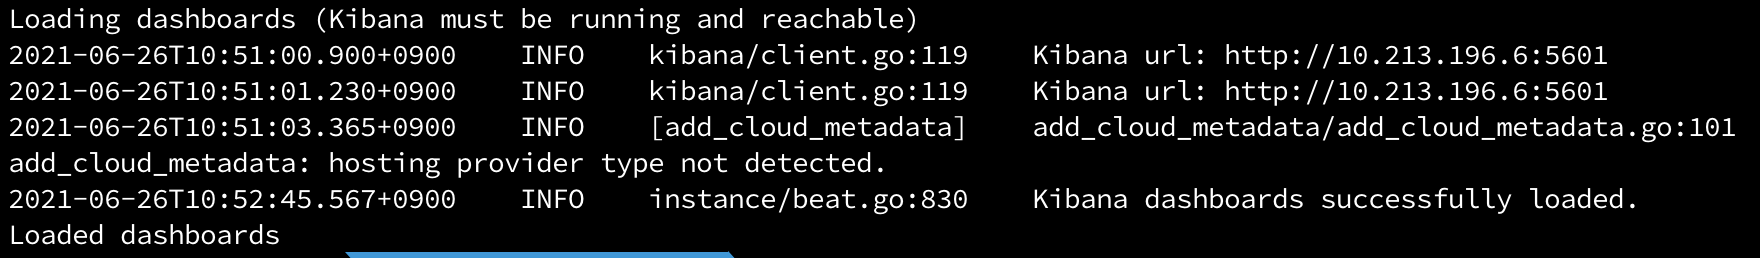 Loading dashboards (Kibana must be running and reachable)
2021-06-26T10:51:00.900+0900    INFO    kibana/client.go:119    Kibana url: http://10.213.196.6:5601
2021-06-26T10:51:01.230+0900    INFO    kibana/client.go:119    Kibana url: http://10.213.196.6:5601
2021-06-26T10:51:03.365+0900    INFO    [add_cloud_metadata]    add_cloud_metadata/add_cloud_metadata.go:101
add_cloud_metadata: hosting provider type not detected.
2021-06-26T10:52:45.567+0900    INFO    instance/beat.go:830    Kibana dashboards successfully loaded.
Loaded dashboards